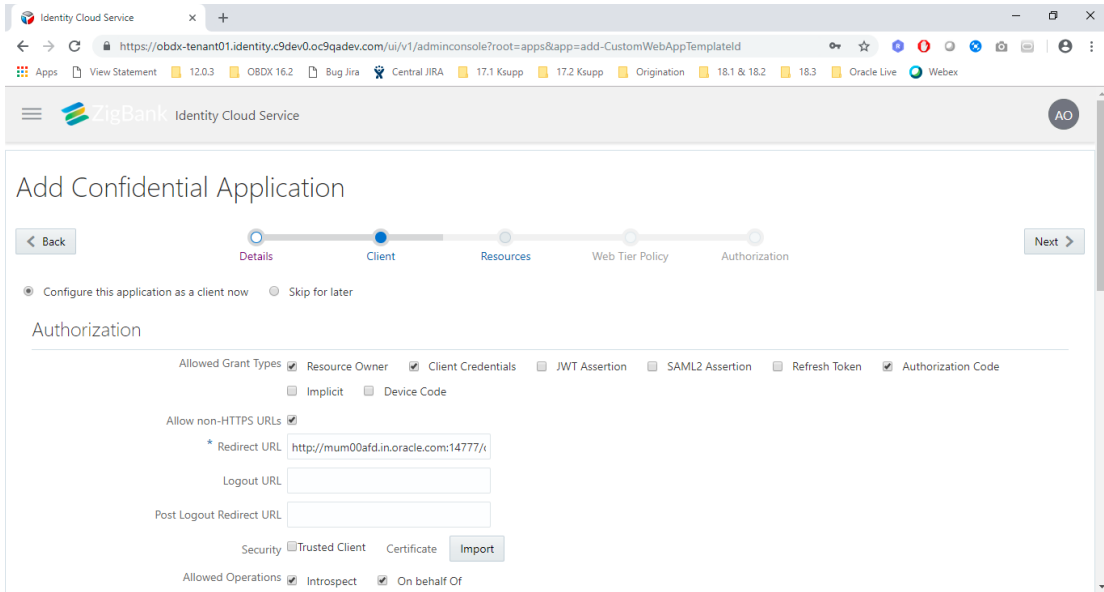 Identity Cloud Service
https://obdx-tenant01.identity.c9dev0.oc9qadev.com/ui/v1/adminconsole?root=apps&app=add-CustomWebAppTemplateId
Apps View Statement 12.0.3 OBDX 16.2 Bug Jira Central JIRA 17.1 Ksupp 17.2 Ksupp Origination 18.1 & 18.2 18.3 Oracle Live Webex
ZigBank Identity Cloud Service AO
Add Confidential Application
Back Next
Details Client Resources Web Tier Policy Authorization
Configure this application as a client now Skip for later
Authorization
Allowed Grant Types Resource Owner Client Credentials JWT Assertion SAML2 Assertion Refresh Token Authorization Code
Implicit Device Code
Allow non-HTTPS URLs
* Redirect URL http://mum00afd.in.oracle.com:14777/
Logout URL
Post Logout Redirect URL
Security Trusted Client Certificate Import
Allowed Operations Introspect On behalf Of